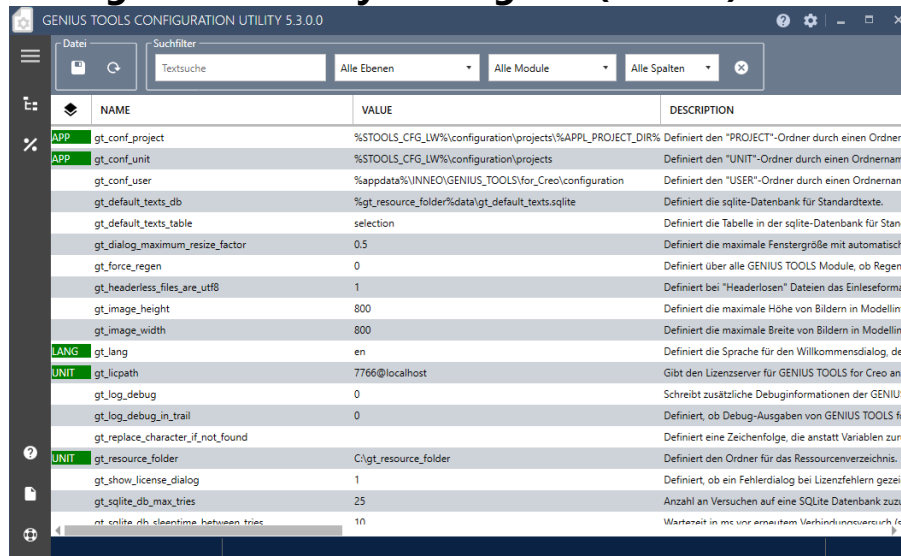 GENIUS TOOLS CONFIGURATION UTILITY 5.3.0.0
Datei
Suchfilter
Textsuche
Alle Ebenen
Alle Module
Alle Spalten
NAME VALUE DESCRIPTION
APP gt_conf_project %STOOLS_CFG_LW%\configuration\projects\%APPL_PROJECT_DIR% Definiert den "PROJECT"-Ordner durch einen Ordner
APP gt_conf_unit %STOOLS_CFG_LW%\configuration\projects Definiert den "UNIT"-Ordner durch einen Ordnernam
gt_conf_user %appdata%\INNEO\GENIUS_TOOLS\for_Creo\configuration Definiert den "USER"-Ordner durch einen Ordnernam
gt_default_texts_db %gt_resource_folder%data\gt_default_texts.sqlite Definiert die sqlite-Datenbank für Standardtexte.
gt_default_texts_table selection Definiert die Tabelle in der sqlite-Datenbank für Stan
gt_dialog_maximum_resize_factor 0.5 Definiert die maximale Fenstergröße mit automatisch
gt_force_regen 0 Definiert über alle GENIUS TOOLS Module, ob Regen
gt_headerless_files_are_utf8 1 Definiert bei "Headerlosen" Dateien das Einleseforma
gt_image_height 800 Definiert die maximale Höhe von Bildern in Modellin
gt_image_width 800 Definiert die maximale Breite von Bildern in Modellin
LANG gt_lang en Definiert die Sprache für den Willkommensdialog, de
UNIT gt_licpath 7766@localhost Gibt den Lizenzserver für GENIUS TOOLS for Creo an
gt_log_debug 0 Schreibt zusätzliche Debuginformationen der GENIU
gt_log_debug_in_trail 0 Definiert, ob Debug-Ausgaben von GENIUS TOOLS f
gt_replace_character_if_not_found Definiert eine Zeichenfolge, die anstatt Variablen zur
UNIT gt_resource_folder C:\gt_resource_folder Definiert den Ordner für das Ressourcenverzeichnis.
gt_show_license_dialog 1 Definiert, ob ein Fehlerdialog bei Lizenzfehlern gezei
gt_sqlite_db_max_tries 25 Anzahl an Versuchen auf eine SQLite Datenbank zuzu
gt_sqlite_db_sleeptime_between_tries 10 Wartezeit in ms vor erneutem Verbindungsversuch (s